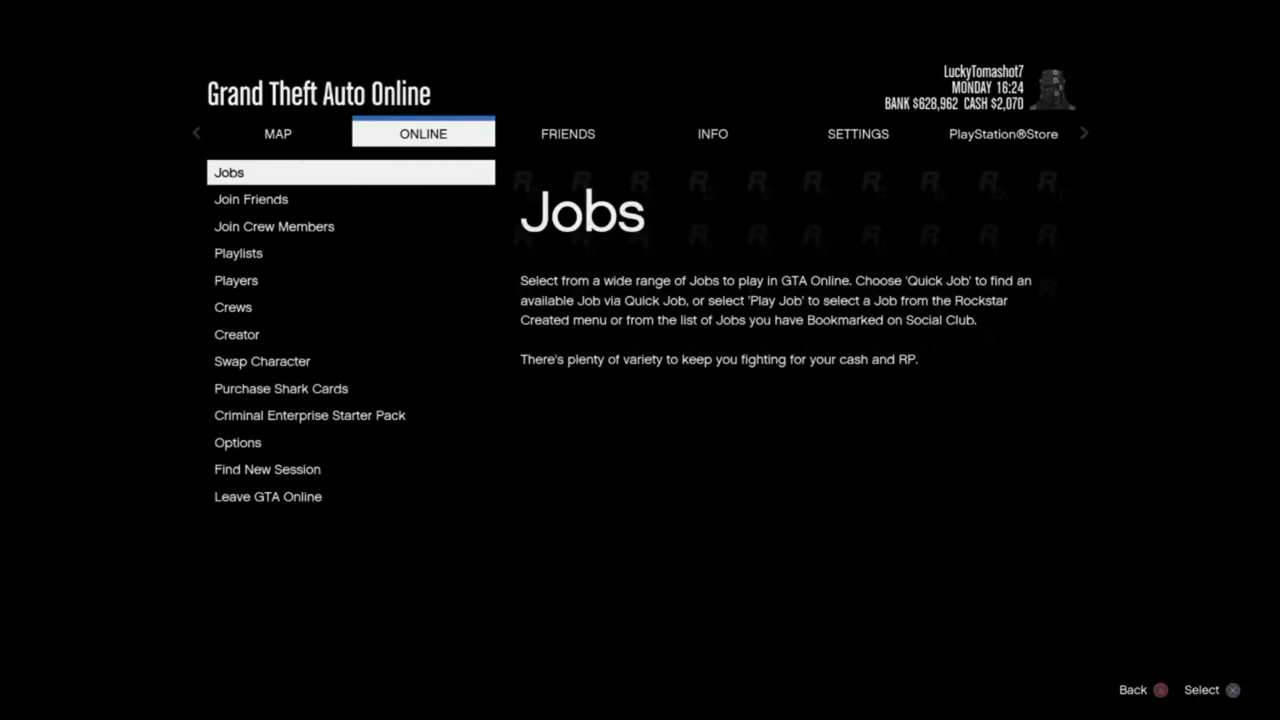 Grand Theft Auto Online
LuckyTomashot7
MONDAY 16:24
BANK $628,962 CASH $2,070
MAP
ONLINE
FRIENDS
INFO
SETTINGS
PlayStation®Store
Jobs
Join Friends
Join Crew Members
Playlists
Players
Crews
Creator
Swap Character
Purchase Shark Cards
Criminal Enterprise Starter Pack
Options
Find New Session
Leave GTA Online
Jobs
Select from a wide range of Jobs to play in GTA Online. Choose 'Quick Job' to find an
available Job via Quick Job, or select 'Play Job' to select a Job from the Rockstar
Created menu or from the list of Jobs you have Bookmarked on Social Club.
There's plenty of variety to keep you fighting for your cash and RP.
Back Select